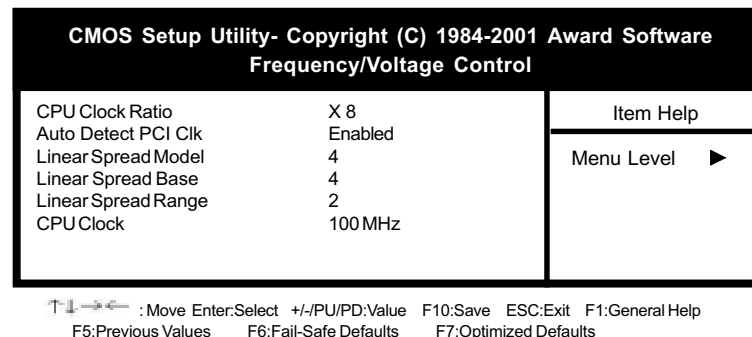 CMOS Setup Utility- Copyright (C) 1984-2001 Award Software
Frequency/Voltage Control
CPU Clock Ratio X 8
Auto Detect PCI Clk Enabled
Linear Spread Model 4
Linear Spread Base 4
Linear Spread Range 2
CPU Clock 100 MHz
Item Help
Menu Level ▶
↑↓→← : Move Enter:Select +/-/PU/PD:Value F10:Save ESC:Exit F1:General Help
F5:Previous Values F6:Fail-Safe Defaults F7:Optimized Defaults